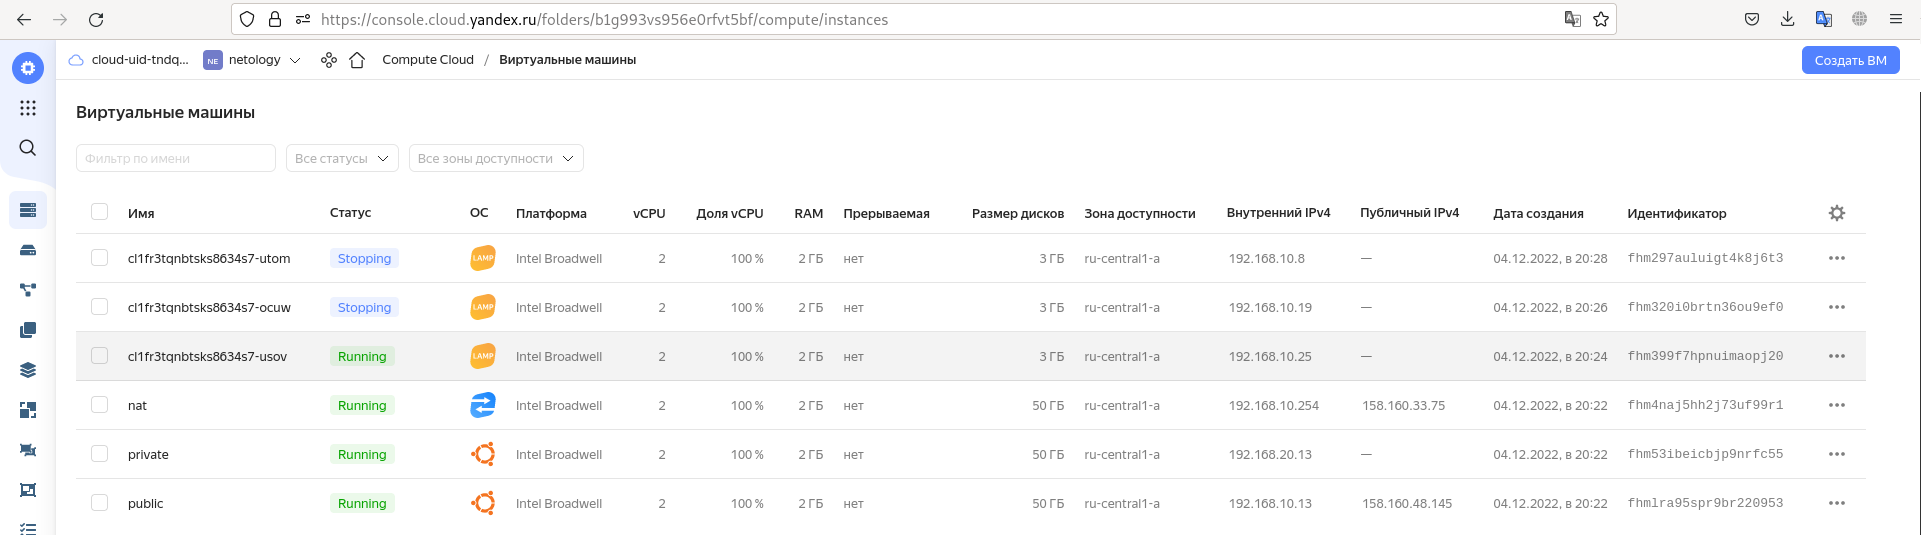 https://console.cloud.yandex.ru/folders/b1g993vs956e0rfvt5bf/compute/instances
cloud-uid-tndq... NE netology Compute Cloud / Виртуальные машины Создать ВМ
Виртуальные машины
Фильтр по имени Все статусы Все зоны доступности
Имя Статус ОС Платформа vCPU Доля vCPU RAM Прерываемая Размер дисков Зона доступности Внутренний IPv4 Публичный IPv4 Дата создания Идентификатор
cl1fr3tqnbtsks8634s7-utom Stopping LAMP Intel Broadwell 2 100 % 2 ГБ нет 3 ГБ ru-central1-a 192.168.10.8 — 04.12.2022, в 20:28 fhm297auluigt4k8j6t3
cl1fr3tqnbtsks8634s7-ocuw Stopping LAMP Intel Broadwell 2 100 % 2 ГБ нет 3 ГБ ru-central1-a 192.168.10.19 — 04.12.2022, в 20:26 fhm320i0brtn36ou9ef0
cl1fr3tqnbtsks8634s7-usov Running LAMP Intel Broadwell 2 100 % 2 ГБ нет 3 ГБ ru-central1-a 192.168.10.25 — 04.12.2022, в 20:24 fhm399f7hpnuimaopj20
nat Running Intel Broadwell 2 100 % 2 ГБ нет 50 ГБ ru-central1-a 192.168.10.254 158.160.33.75 04.12.2022, в 20:22 fhm4naj5hh2j73uf99r1
private Running Intel Broadwell 2 100 % 2 ГБ нет 50 ГБ ru-central1-a 192.168.20.13 — 04.12.2022, в 20:22 fhm53ibeicbjp9nrfc55
public Running Intel Broadwell 2 100 % 2 ГБ нет 50 ГБ ru-central1-a 192.168.10.13 158.160.48.145 04.12.2022, в 20:22 fhmlra95spr9br220953